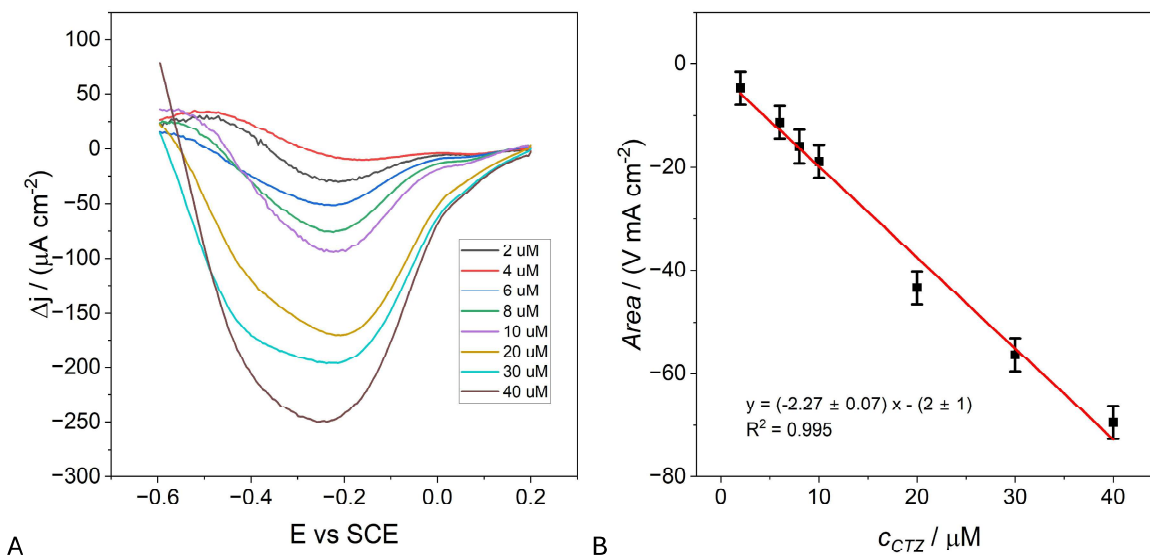 100
50
0
−50
−100
−150
−200
−250
−300
Δj / (µA cm⁻²)
2 uM
4 uM
6 uM
8 uM
10 uM
20 uM
30 uM
40 uM
−0.6 −0.4 −0.2 0.0 0.2
E vs SCE
A
0
−20
−40
−60
−80
Area / (V mA cm⁻²)
y = (-2.27 ± 0.07) x - (2 ± 1)
R² = 0.995
0 10 20 30 40
c_CTZ / µM
B